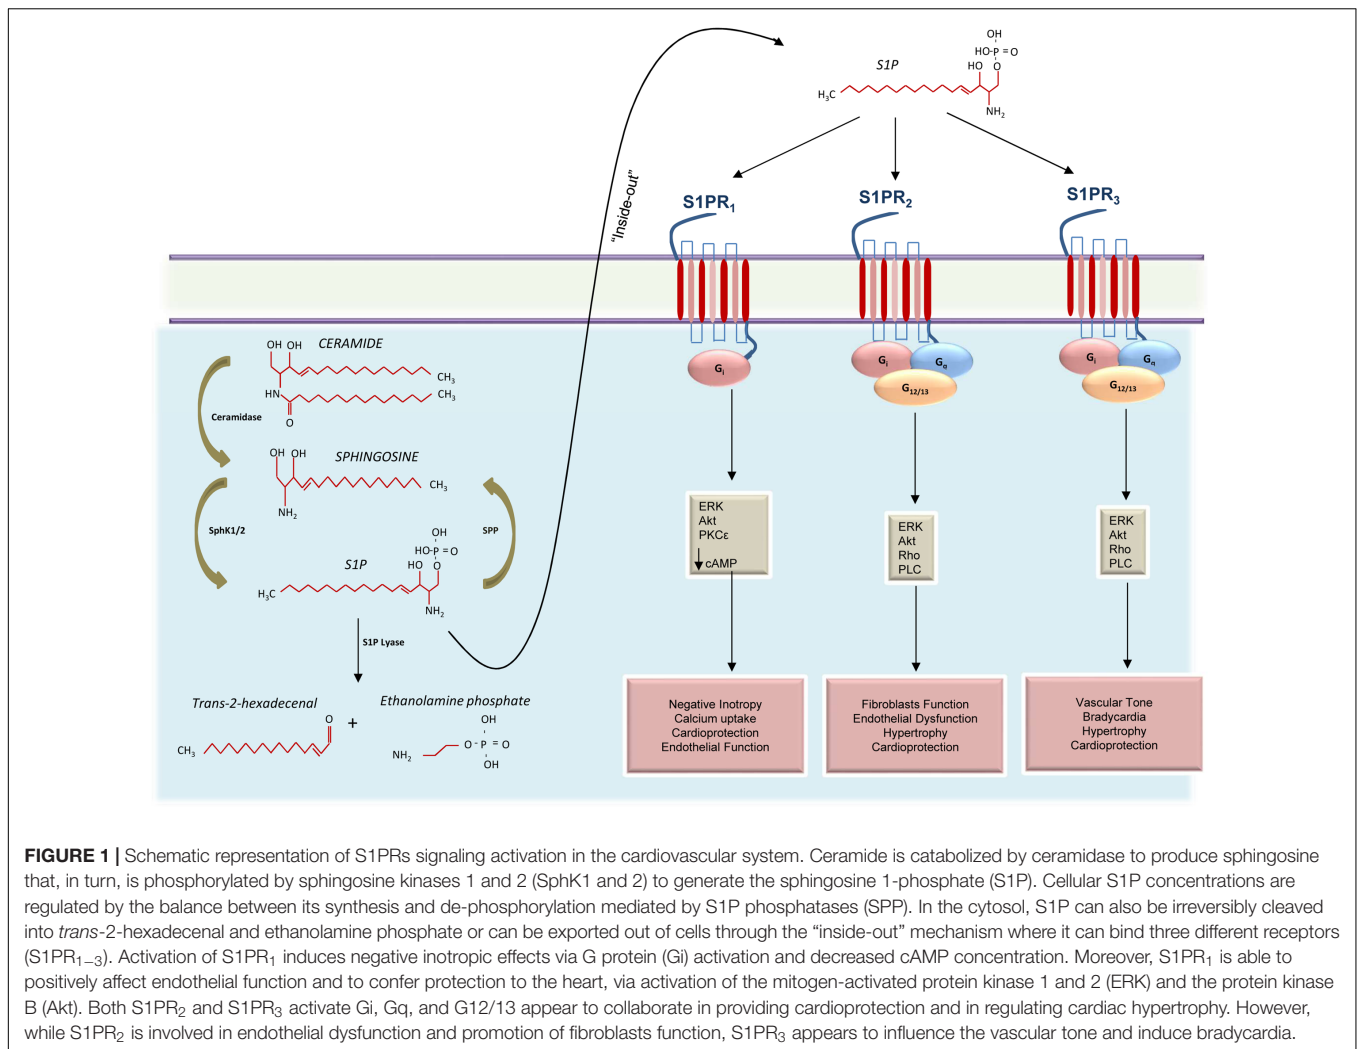 S1P
OH
HO-P=O
HO O
H₃C
NH₂
"Inside-out"
S1PR₁
S1PR₂
S1PR₃
Gᵢ
Gᵢ
G_q
G₁₂/₁₃
Gᵢ
G_q
G₁₂/₁₃
CERAMIDE
OH OH
CH₃
HN
CH₃
O
Ceramidase
SPHINGOSINE
OH OH
CH₃
NH₂
SphK1/2
SPP
S1P
OH
HO-P=O
HO O
H₃C
NH₂
S1P Lyase
Trans-2-hexadecenal
O
CH₃
+
Ethanolamine phosphate
OH
NH₂
O-P=O
OH
ERK
Akt
PKCε
↓cAMP
ERK
Akt
Rho
PLC
ERK
Akt
Rho
PLC
Negative Inotropy
Calcium uptake
Cardioprotection
Endothelial Function
Fibroblasts Function
Endothelial Dysfunction
Hypertrophy
Cardioprotection
Vascular Tone
Bradycardia
Hypertrophy
Cardioprotection
FIGURE 1 | Schematic representation of S1PRs signaling activation in the cardiovascular system. Ceramide is catabolized by ceramidase to produce sphingosine
that, in turn, is phosphorylated by sphingosine kinases 1 and 2 (SphK1 and 2) to generate the sphingosine 1-phosphate (S1P). Cellular S1P concentrations are
regulated by the balance between its synthesis and de-phosphorylation mediated by S1P phosphatases (SPP). In the cytosol, S1P can also be irreversibly cleaved
into trans-2-hexadecenal and ethanolamine phosphate or can be exported out of cells through the “inside-out” mechanism where it can bind three different receptors
(S1PR₁₋₃). Activation of S1PR₁ induces negative inotropic effects via G protein (Gi) activation and decreased cAMP concentration. Moreover, S1PR₁ is able to
positively affect endothelial function and to confer protection to the heart, via activation of the mitogen-activated protein kinase 1 and 2 (ERK) and the protein kinase
B (Akt). Both S1PR₂ and S1PR₃ activate Gi, Gq, and G12/13 appear to collaborate in providing cardioprotection and in regulating cardiac hypertrophy. However,
while S1PR₂ is involved in endothelial dysfunction and promotion of fibroblasts function, S1PR₃ appears to influence the vascular tone and induce bradycardia.